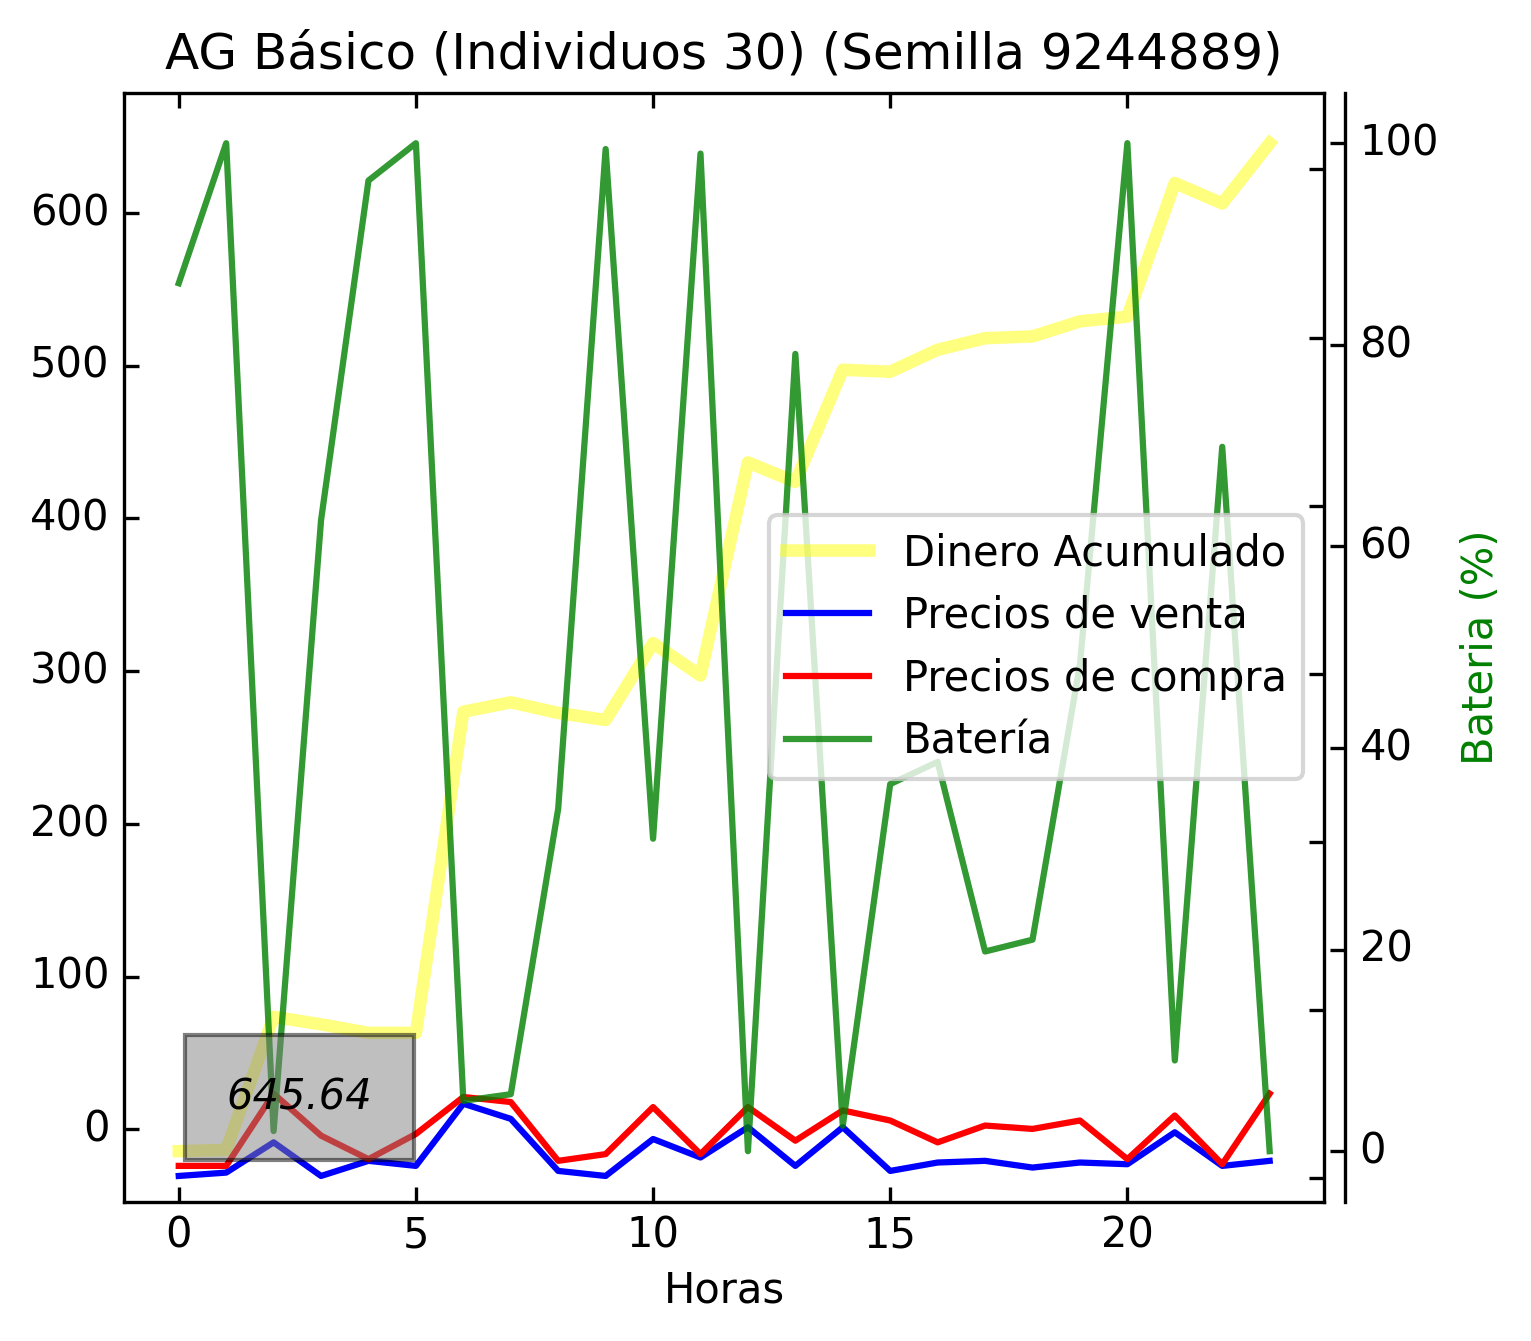 AG Básico (Individuos 30) (Semilla 9244889)
600
500
400
300
200
100
0
100
80
60
40
20
0
Bateria (%)
Dinero Acumulado
Precios de venta
Precios de compra
Batería
645.64
0 5 10 15 20
Horas